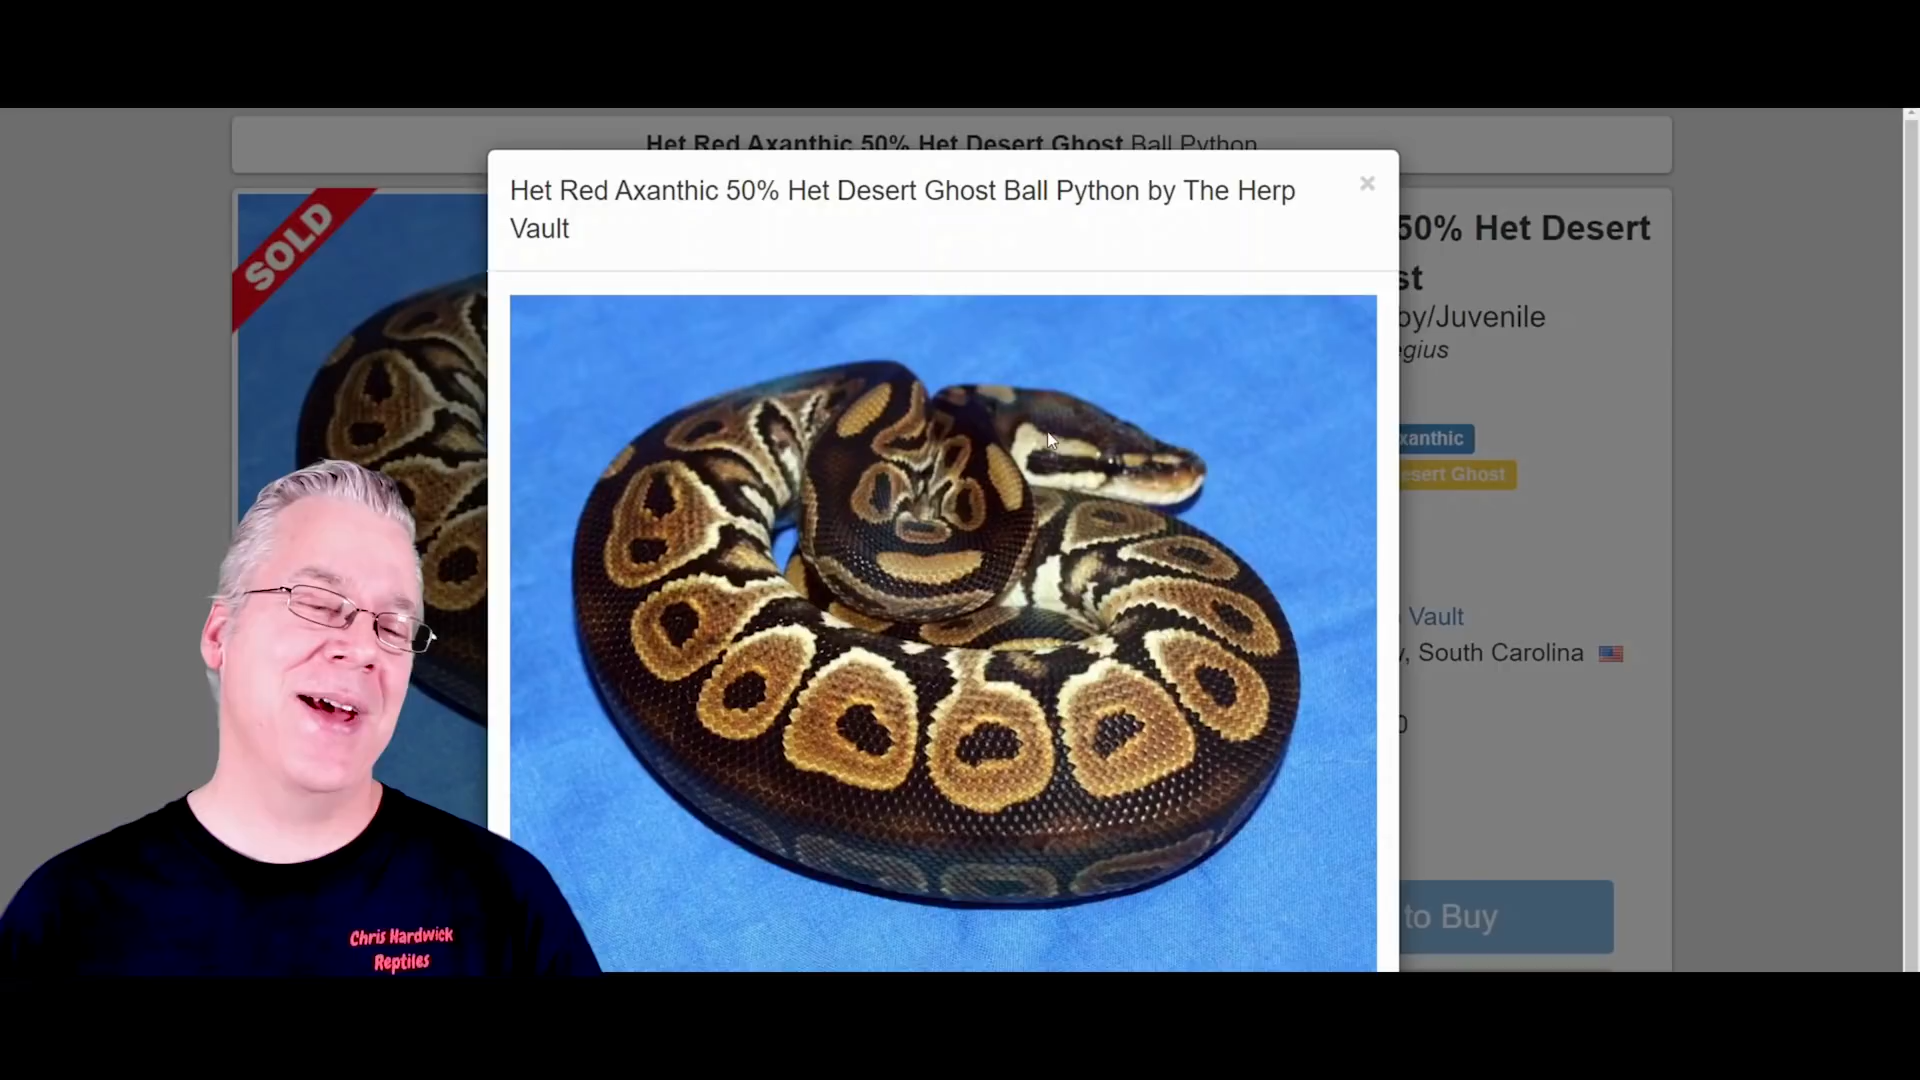 Het Red Axanthic 50% Het Desert Ghost Ball Python
Het Red Axanthic 50% Het Desert Ghost Ball Python by The Herp
Vault
×
SOLD
50% Het Desert
st
oy/Juvenile
egius
xanthic
esert Ghost
Vault
, South Carolina
0
to Buy
Chris Hardwick
Reptiles